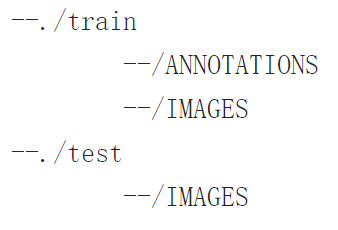 --./train
--/ANNOTATIONS
--/IMAGES
--./test
--/IMAGES